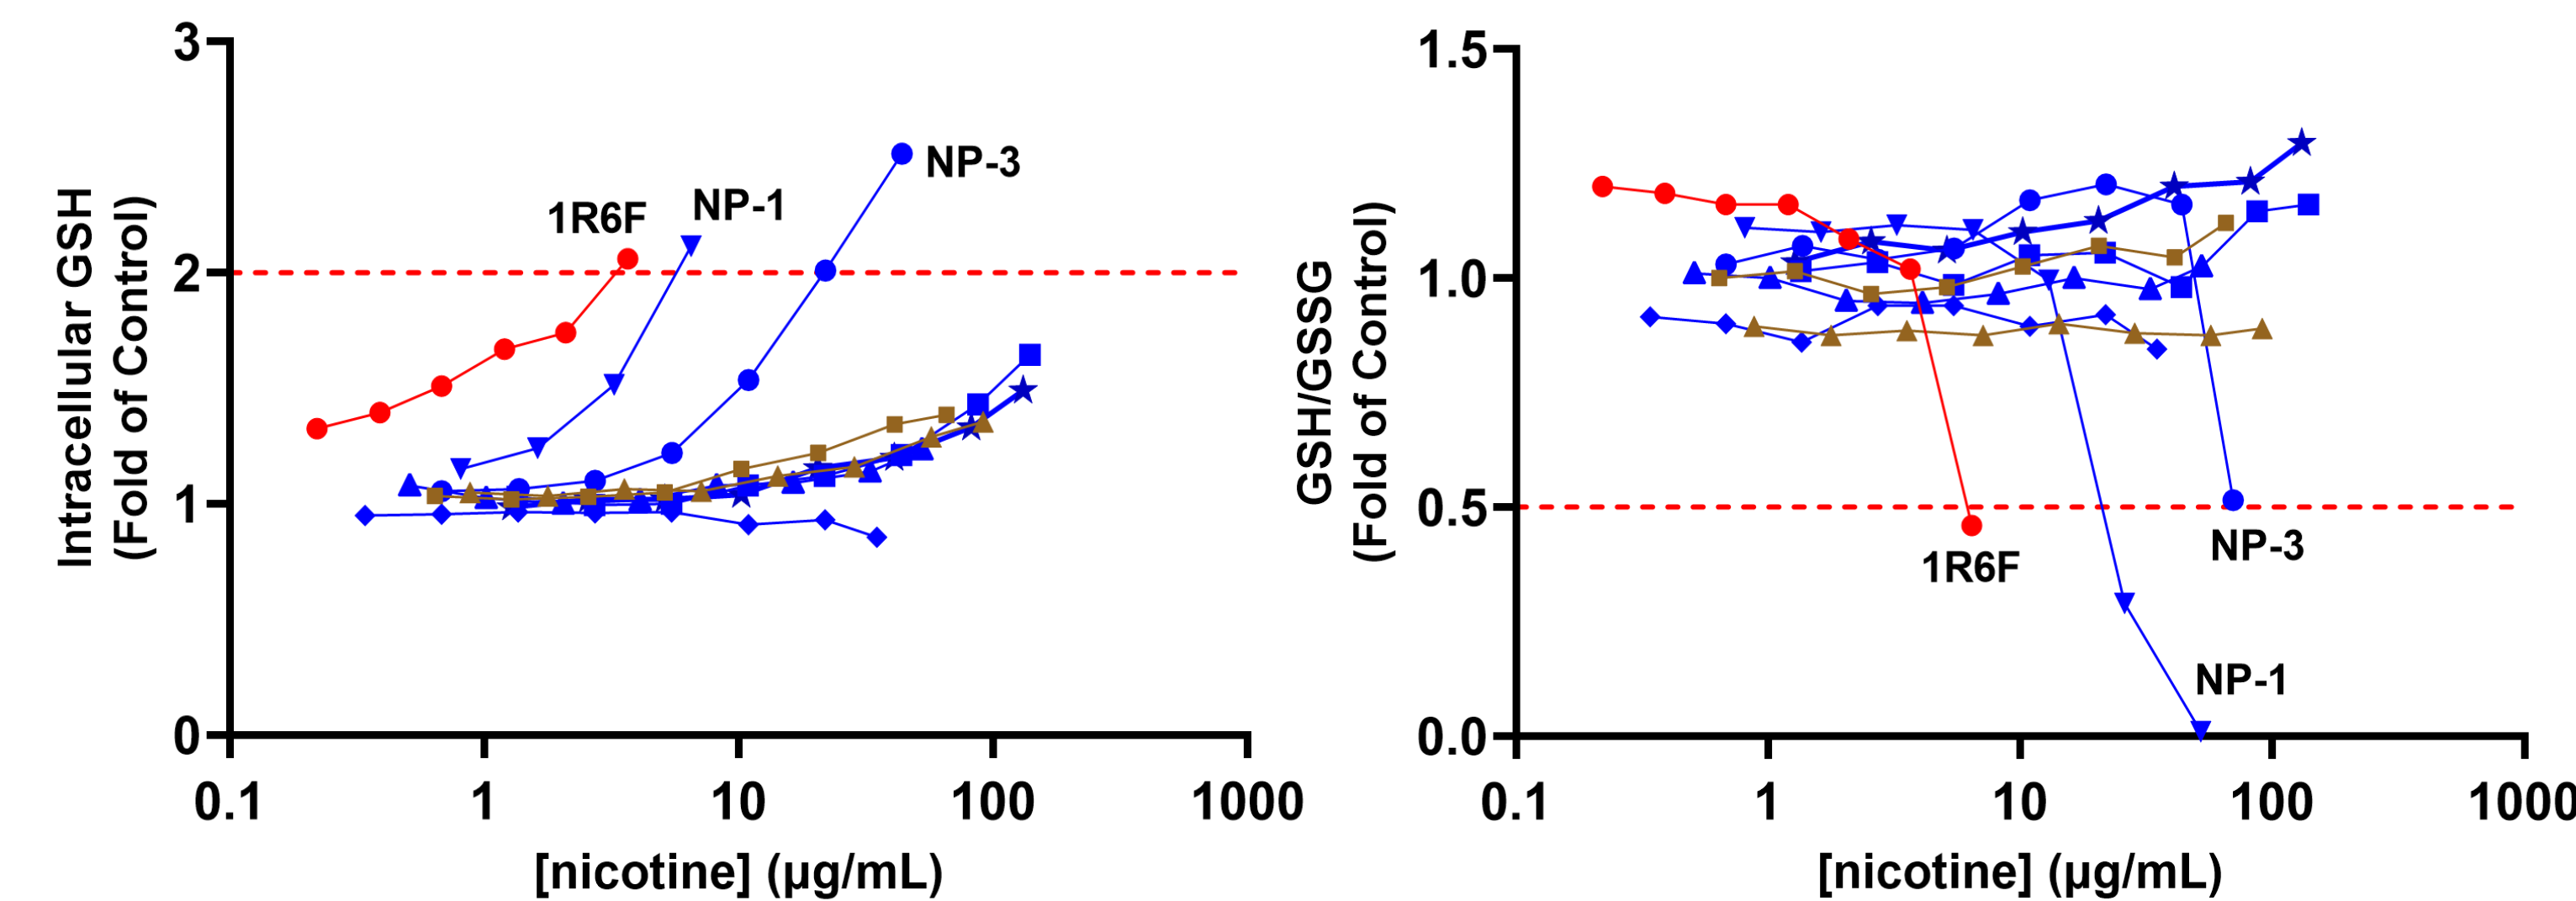 Intracellular GSH
(Fold of Control)
3
2
1
0
1R6F
NP-1
NP-3
0.1
1
10
100
1000
[nicotine] (µg/mL)
GSH/GSSG
(Fold of Control)
1.5
1.0
0.5
0.0
1R6F
NP-3
NP-1
0.1
1
10
100
1000
[nicotine] (µg/mL)